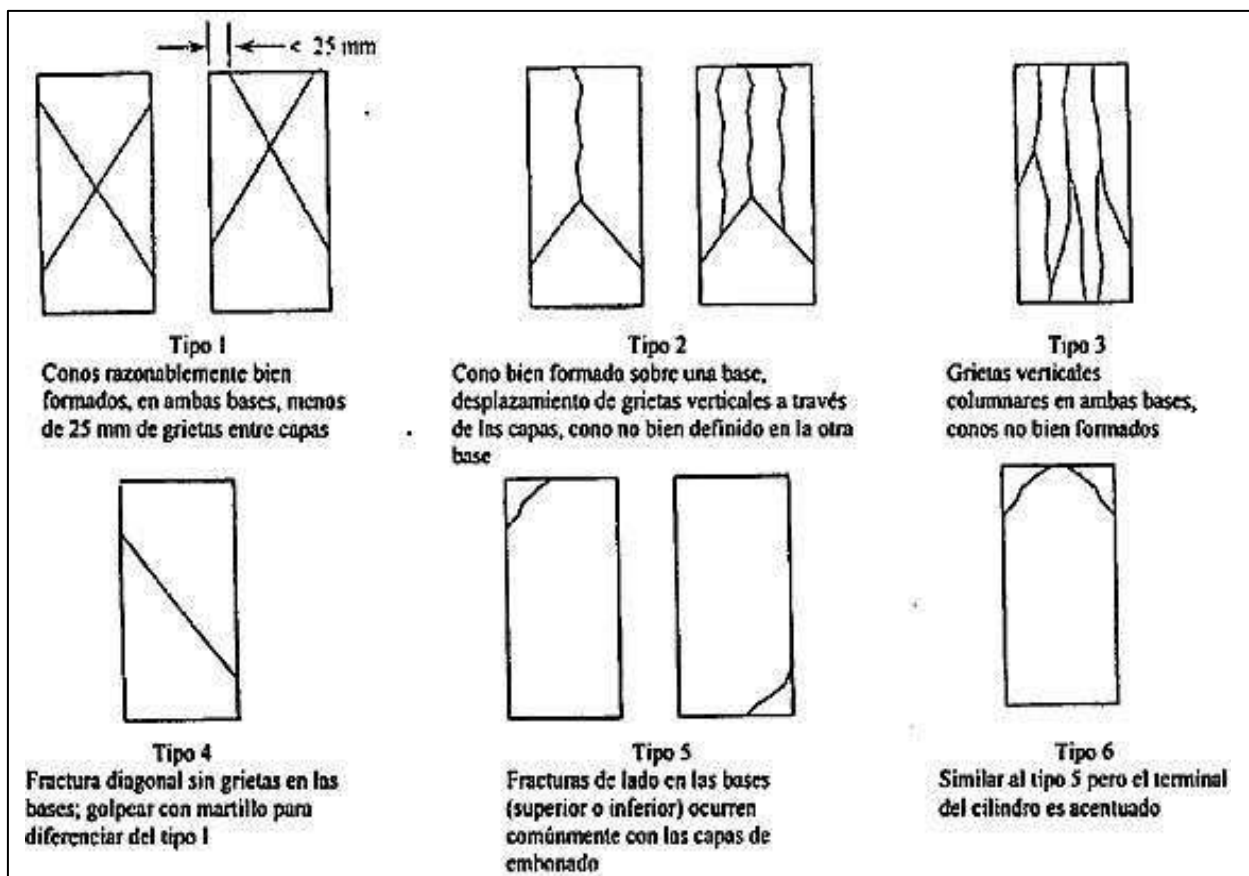 < 25 mm
Tipo 1
Conos razonablemente bien
formados, en ambas bases, menos
de 25 mm de grietas entre capas
Tipo 2
Cono bien formado sobre una base,
desplazamiento de grietas verticales a través
de las capas, cono no bien definido en la otra
base
Tipo 3
Grietas verticales
columnares en ambas bases,
conos no bien formados
Tipo 4
Fractura diagonal sin grietas en las
bases; golpear con martillo para
diferenciar del tipo 1
Tipo 5
Fracturas de lado en las bases
(superior o inferior) ocurren
comúnmente con las capas de
embonado
Tipo 6
Similar al tipo 5 pero el terminal
del cilindro es acentuado